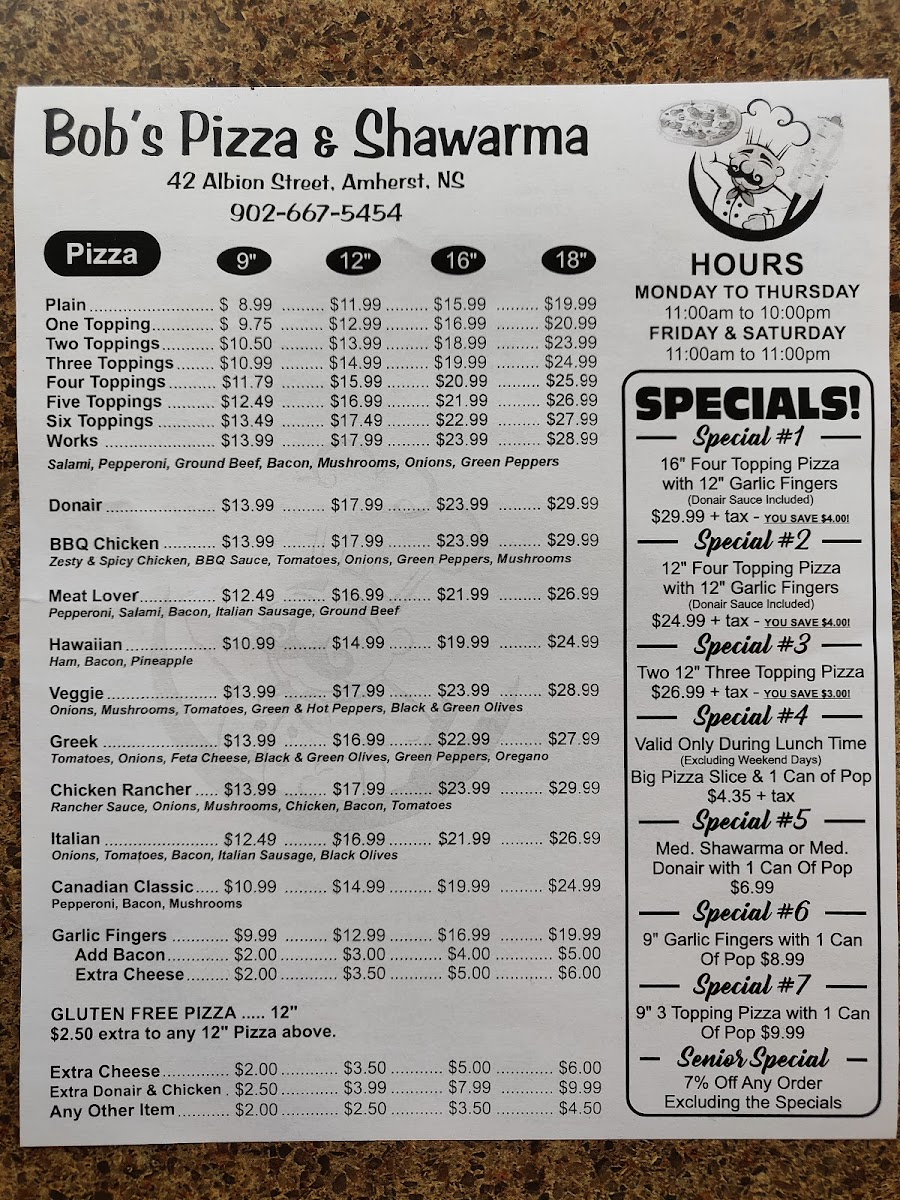 Bob's Pizza & Shawarma
42 Albion Street, Amherst, NS
902-667-5454
Pizza 9" 12" 16" 18"
Plain ........................ $ 8.99 ......... $11.99 ......... $15.99 ......... $19.99
One Topping............ $ 9.75 ......... $12.99 ......... $16.99 ......... $20.99
Two Toppings........... $10.50 ......... $13.99 ......... $18.99 ......... $23.99
Three Toppings ....... $10.99 ......... $14.99 ......... $19.99 ......... $24.99
Four Toppings ......... $11.79 ......... $15.99 ......... $20.99 ......... $25.99
Five Toppings .......... $12.49 ......... $16.99 ......... $21.99 ......... $26.99
Six Toppings ............ $13.49 ......... $17.49 ......... $22.99 ......... $27.99
Works ...................... $13.99 ......... $17.99 ......... $23.99 ......... $28.99
Salami, Pepperoni, Ground Beef, Bacon, Mushrooms, Onions, Green Peppers
Donair ..................... $13.99 ......... $17.99 ......... $23.99 ......... $29.99
BBQ Chicken .......... $13.99 ......... $17.99 ......... $23.99 ......... $29.99
Zesty & Spicy Chicken, BBQ Sauce, Tomatoes, Onions, Green Peppers, Mushrooms
Meat Lover............... $12.49 ......... $16.99 ......... $21.99 ......... $26.99
Pepperoni, Salami, Bacon, Italian Sausage, Ground Beef
Hawaiian ................. $10.99 ......... $14.99 ......... $19.99 ......... $24.99
Ham, Bacon, Pineapple
Veggie ..................... $13.99 ......... $17.99 ......... $23.99 ......... $28.99
Onions, Mushrooms, Tomatoes, Green & Hot Peppers, Black & Green Olives
Greek ...................... $13.99 ......... $16.99 ......... $22.99 ......... $27.99
Tomatoes, Onions, Feta Cheese, Black & Green Olives, Green Peppers, Oregano
Chicken Rancher ..... $13.99 ......... $17.99 ......... $23.99 ......... $29.99
Rancher Sauce, Onions, Mushrooms, Chicken, Bacon, Tomatoes
Italian ...................... $12.49 ......... $16.99 ......... $21.99 ......... $26.99
Onions, Tomatoes, Bacon, Italian Sausage, Black Olives
Canadian Classic..... $10.99 ......... $14.99 ......... $19.99 ......... $24.99
Pepperoni, Bacon, Mushrooms
Garlic Fingers ........... $9.99 ......... $12.99 ......... $16.99 ......... $19.99
Add Bacon............ $2.00 ........... $3.00 ........... $4.00 ........... $5.00
Extra Cheese......... $2.00 ........... $3.50 ........... $5.00 ........... $6.00
GLUTEN FREE PIZZA ..... 12"
$2.50 extra to any 12" Pizza above.
Extra Cheese............. $2.00 ........... $3.50 ........... $5.00 ........... $6.00
Extra Donair & Chicken . $2.50 ........... $3.99 ........... $7.99 ........... $9.99
Any Other Item........... $2.00 ........... $2.50 ........... $3.50 ........... $4.50
HOURS
MONDAY TO THURSDAY
11:00am to 10:00pm
FRIDAY & SATURDAY
11:00am to 11:00pm
SPECIALS!
Special #1
16" Four Topping Pizza
with 12" Garlic Fingers
(Donair Sauce Included)
$29.99 + tax - YOU SAVE $4.00!
Special #2
12" Four Topping Pizza
with 12" Garlic Fingers
(Donair Sauce Included)
$24.99 + tax - YOU SAVE $4.00!
Special #3
Two 12" Three Topping Pizza
$26.99 + tax - YOU SAVE $3.00!
Special #4
Valid Only During Lunch Time
(Excluding Weekend Days)
Big Pizza Slice & 1 Can of Pop
$4.35 + tax
Special #5
Med. Shawarma or Med.
Donair with 1 Can Of Pop
$6.99
Special #6
9" Garlic Fingers with 1 Can
Of Pop $8.99
Special #7
9" 3 Topping Pizza with 1 Can
Of Pop $9.99
Senior Special
7% Off Any Order
Excluding the Specials